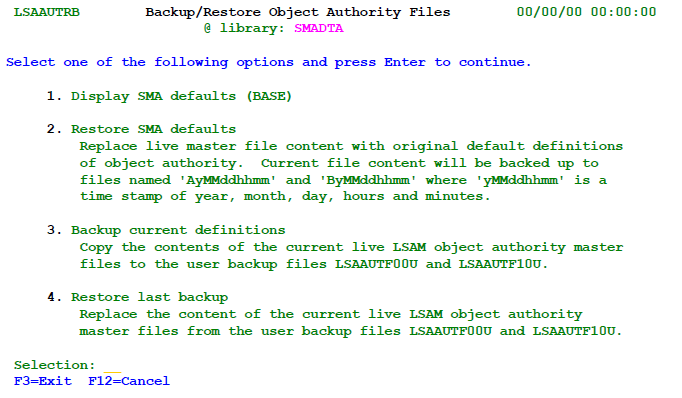 LSAAUTRB Backup/Restore Object Authority Files 00/00/00 00:00:00
@ library: SMADTA
Select one of the following options and press Enter to continue.
1. Display SMA defaults (BASE)
2. Restore SMA defaults
Replace live master file content with original default definitions
of object authority. Current file content will be backed up to
files named 'AyMMddhhmm' and 'ByMMddhhmm' where 'yMMddhhmm' is a
time stamp of year, month, day, hours and minutes.
3. Backup current definitions
Copy the contents of the current live LSAM object authority master
files to the user backup files LSAAUTF00U and LSAAUTF10U.
4. Restore last backup
Replace the content of the current live LSAM object authority
master files from the user backup files LSAAUTF00U and LSAAUTF10U.
Selection: __
F3=Exit F12=Cancel